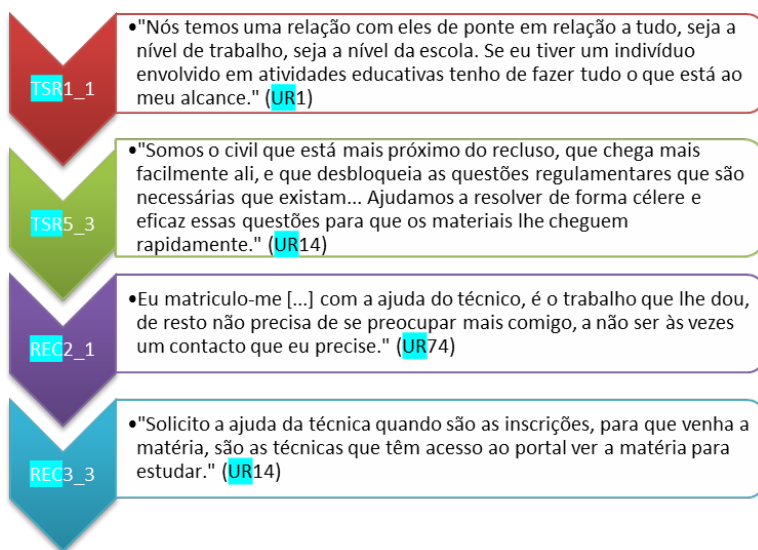 TSR1_1
•"Nós temos uma relação com eles de ponte em relação a tudo, seja a
nível de trabalho, seja a nível da escola. Se eu tiver um indivíduo
envolvido em atividades educativas tenho de fazer tudo o que está ao
meu alcance." (UR1)
TSR5_3
•"Somos o civil que está mais próximo do recluso, que chega mais
facilmente ali, e que desbloqueia as questões regulamentares que são
necessárias que existam... Ajudamos a resolver de forma célere e
eficaz essas questões para que os materiais lhe cheguem
rapidamente." (UR14)
REC2_1
•Eu matriculo-me [...] com a ajuda do técnico, é o trabalho que lhe dou,
de resto não precisa de se preocupar mais comigo, a não ser às vezes
um contacto que eu precise." (UR74)
REC3_3
•"Solicito a ajuda da técnica quando são as inscrições, para que venha a
matéria, são as técnicas que têm acesso ao portal ver a matéria para
estudar." (UR14)